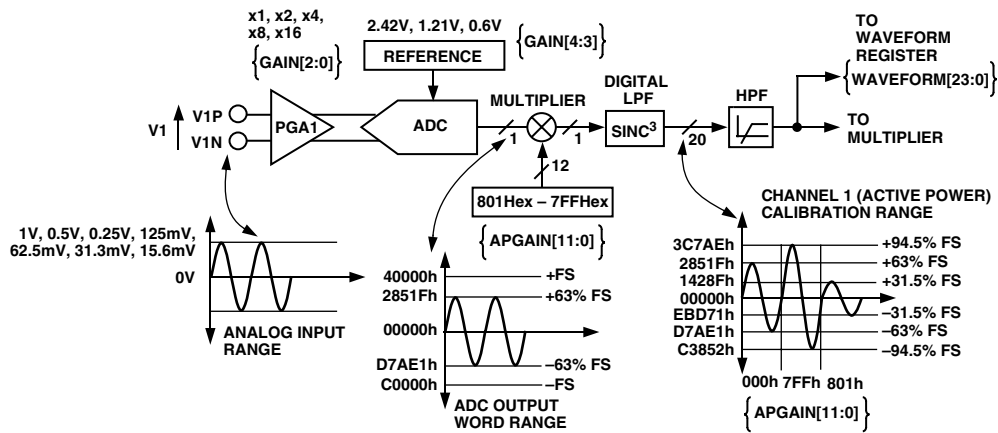 x1, x2, x4,
x8, x16
{GAIN[2:0]}
2.42V, 1.21V, 0.6V
REFERENCE
{GAIN[4:3]}
TO
WAVEFORM
REGISTER
{WAVEFORM[23:0]}
V1
V1P
V1N
PGA1
ADC
1
MULTIPLIER
1
12
801Hex – 7FFHex
{APGAIN[11:0]}
DIGITAL
LPF
SINC3
20
HPF
TO
MULTIPLIER
1V, 0.5V, 0.25V, 125mV,
62.5mV, 31.3mV, 15.6mV
0V
ANALOG INPUT
RANGE
40000h +FS
2851Fh +63% FS
00000h
D7AE1h –63% FS
C0000h –FS
ADC OUTPUT
WORD RANGE
CHANNEL 1 (ACTIVE POWER)
CALIBRATION RANGE
3C7AEh +94.5% FS
2851Fh +63% FS
1428Fh +31.5% FS
00000h
EBD71h –31.5% FS
D7AE1h –63% FS
C3852h –94.5% FS
000h 7FFh 801h
{APGAIN[11:0]}